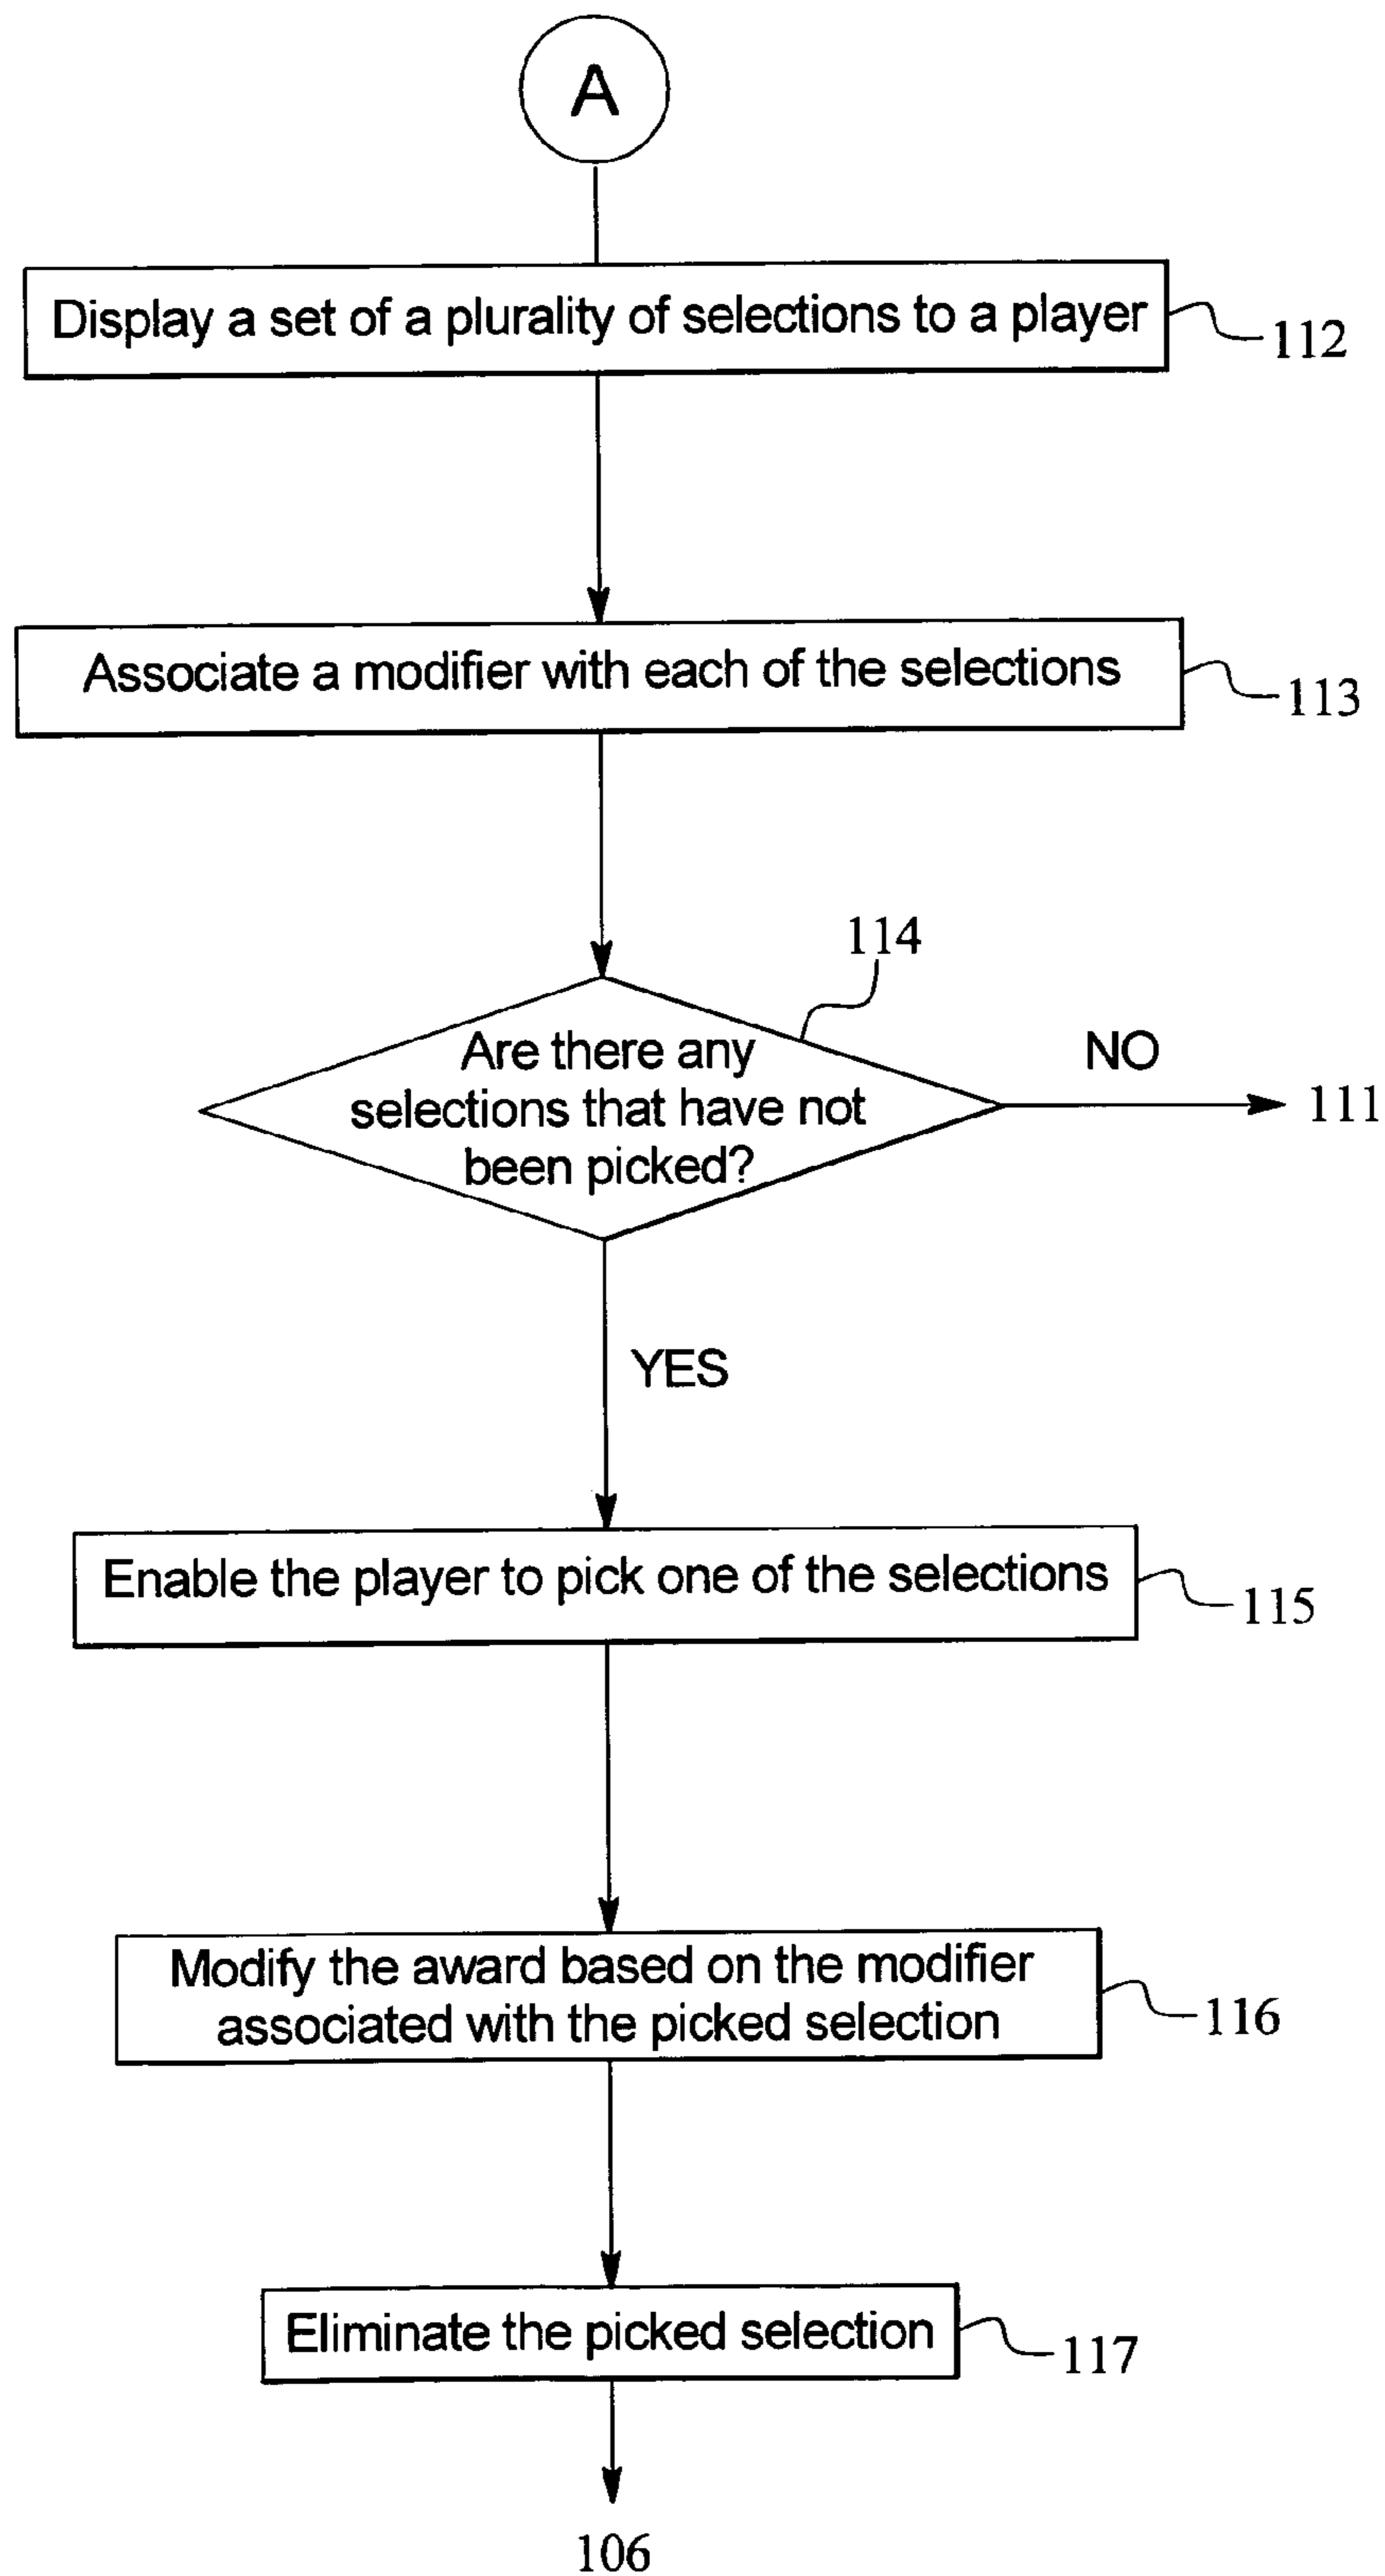 A
Display a set of a plurality of selections to a player
112
Associate a modifier with each of the selections
113
114
Are there any
selections that have not
been picked?
NO
111
YES
Enable the player to pick one of the selections
115
Modify the award based on the modifier
associated with the picked selection
116
Eliminate the picked selection
117
106